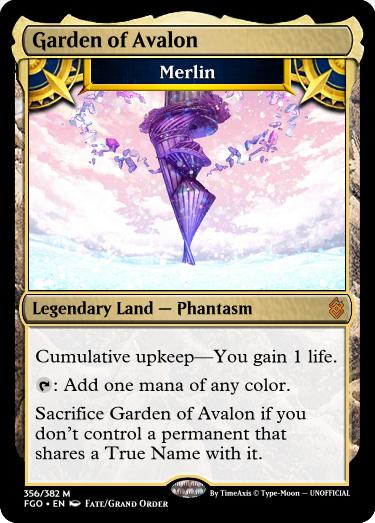 Garden of Avalon
Merlin
Legendary Land — Phantasm
Cumulative upkeep—You gain 1 life.
: Add one mana of any color.
Sacrifice Garden of Avalon if you
don't control a permanent that
shares a True Name with it.
356/382 M
FGO • EN Fate/Grand Order
By TimeAxis © Type-Moon — UNOFFICIAL